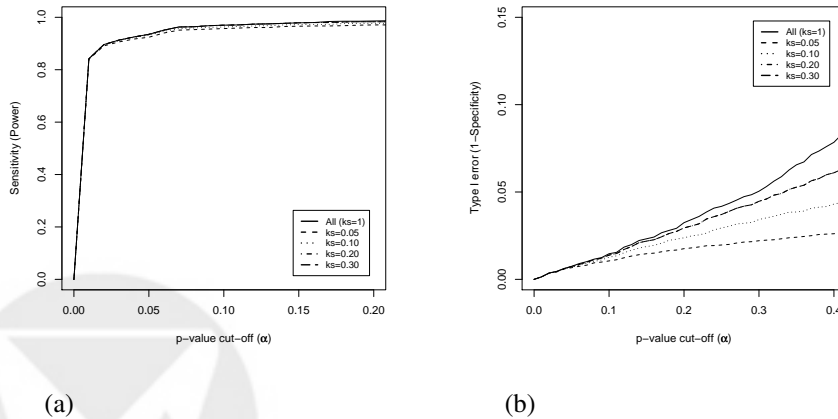 Sensitivity (Power)
1.0
0.8
0.6
0.4
0.2
0.0
All (ks=1)
ks=0.05
ks=0.10
ks=0.20
ks=0.30
0.00 0.05 0.10 0.15 0.20
p−value cut−off (α)
(a)
Type I error (1−Specificity)
0.15
0.10
0.05
0.00
All (ks=1)
ks=0.05
ks=0.10
ks=0.20
ks=0.30
0.0 0.1 0.2 0.3
p−value cut−off (α)
(b)